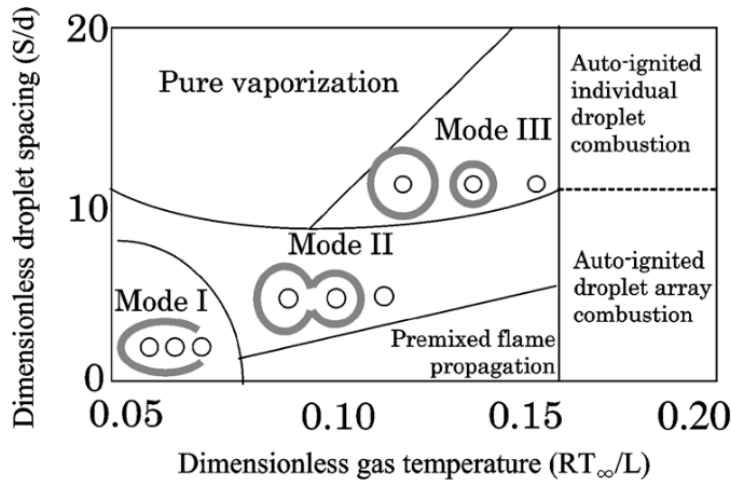 Dimensionless droplet spacing (S/d)
20
10
0
Pure vaporization
Mode III
Auto-ignited
individual
droplet
combustion
Mode II
Mode I
Auto-ignited
droplet array
combustion
Premixed flame
propagation
0.05 0.10 0.15 0.20
Dimensionless gas temperature (RT∞/L)